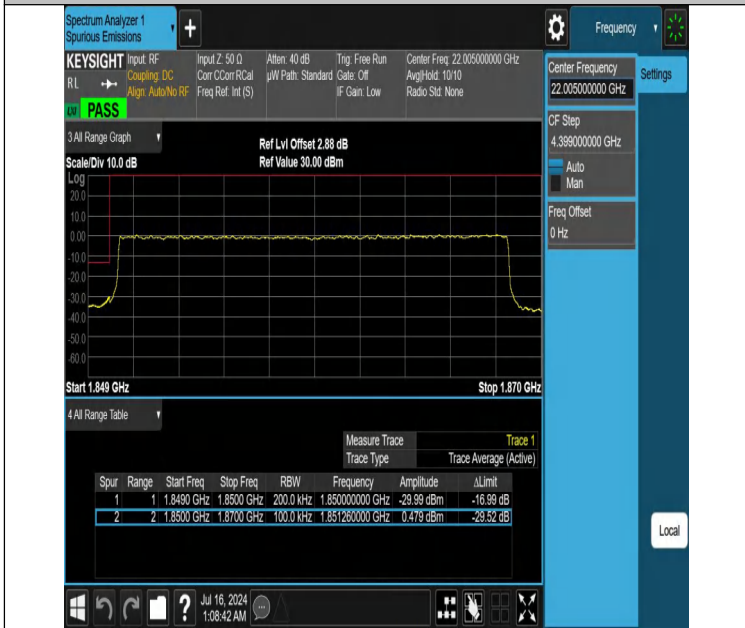 Spectrum Analyzer 1
Spurious Emissions
+
Frequency
KEYSIGHT Input: RF Input Z: 50 Ω Atten: 40 dB Trig: Free Run Center Freq: 22.005000000 GHz
RL Coupling: DC Corr CCorr RCal µW Path: Standard Gate: Off Avg|Hold: 10/10
Align: Auto/No RF Freq Ref: Int (S) IF Gain: Low Radio Std: None
LXI PASS
Center Frequency
22.005000000 GHz
Settings
CF Step
4.399000000 GHz
Auto
Man
Freq Offset
0 Hz
3 All Range Graph
Ref Lvl Offset 2.88 dB
Scale/Div 10.0 dB Ref Value 30.00 dBm
Log
20.0
10.0
0.00
-10.0
-20.0
-30.0
-40.0
-50.0
-60.0
Start 1.849 GHz Stop 1.870 GHz
4 All Range Table
Measure Trace Trace 1
Trace Type Trace Average (Active)
Spur Range Start Freq Stop Freq RBW Frequency Amplitude ΔLimit
1 1 1.8490 GHz 1.8500 GHz 200.0 kHz 1.850000000 GHz -29.99 dBm -16.99 dB
2 2 1.8500 GHz 1.8700 GHz 100.0 kHz 1.851260000 GHz 0.479 dBm -29.52 dB
Local
? Jul 16, 2024
1:08:42 AM